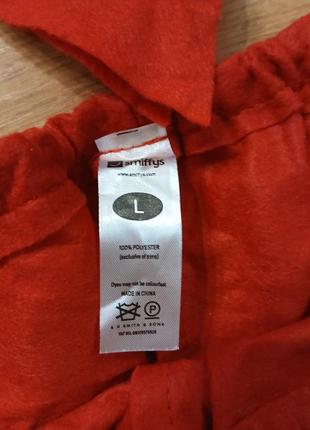 smiffys
www.smiffys.com
L
100% POLYESTER
(exclusive of trims)
Dyes may not be colourfast
MADE IN CHINA
P
R H SMITH & SONS